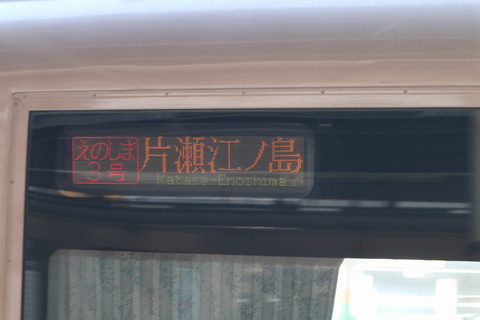 えのしま
3号
片瀬江ノ島
Katase-Enoshima